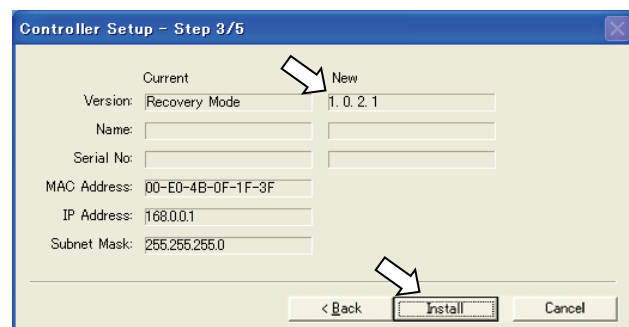 Controller Setup - Step 3/5
Current New
Version: Recovery Mode 1. 0. 2. 1
Name:
Serial No:
MAC Address: 00-E0-4B-0F-1F-3F
IP Address: 168.0.0.1
Subnet Mask: 255.255.255.0
< Back Install Cancel